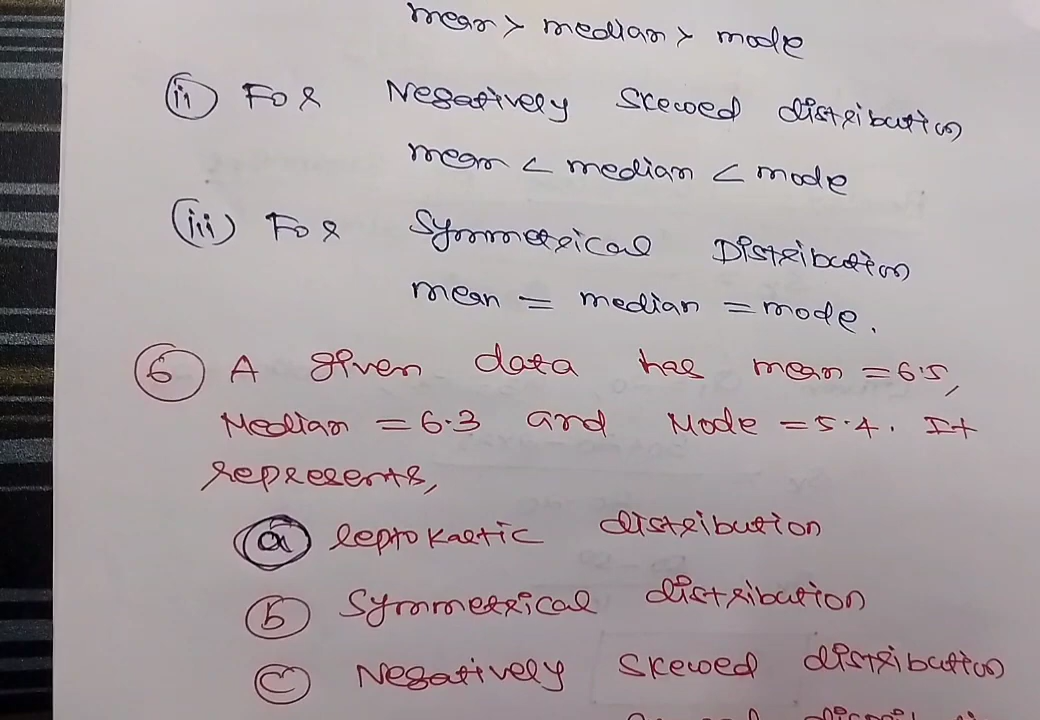 mean > median > mode
(ii) For Negatively Skewed distribution
mean < median < mode
(iii) For Symmetrical Distribution
mean = median = mode.
6 A given data has mean = 6.5,
Median = 6.3 and Mode = 5.4. It
represents,
a leptokartic distribution
b Symmetrical distribution
c Negatively Skewed distribution